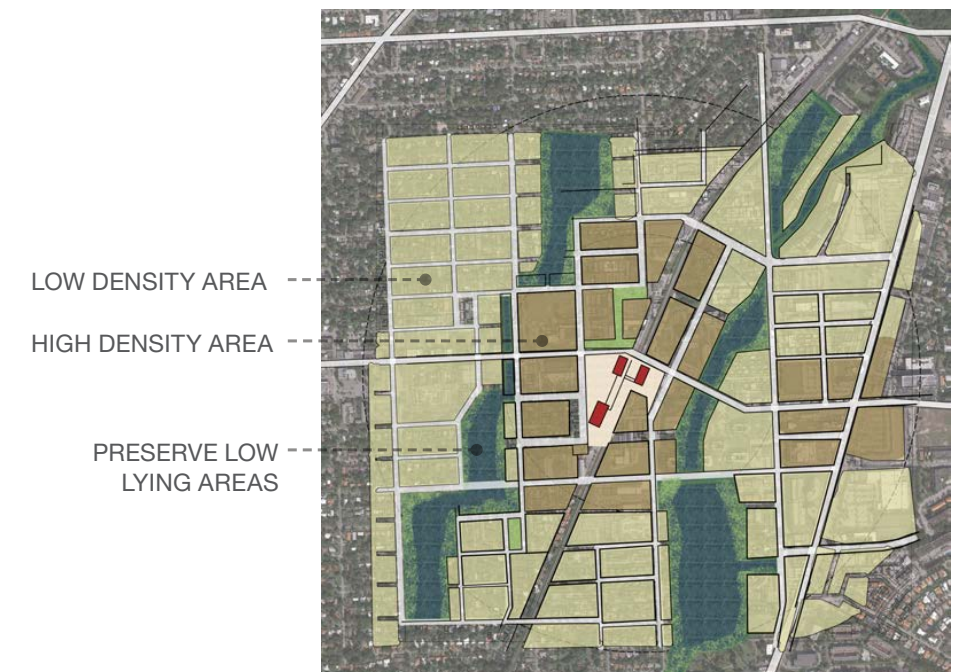 LOW DENSITY AREA
HIGH DENSITY AREA
PRESERVE LOW
LYING AREAS